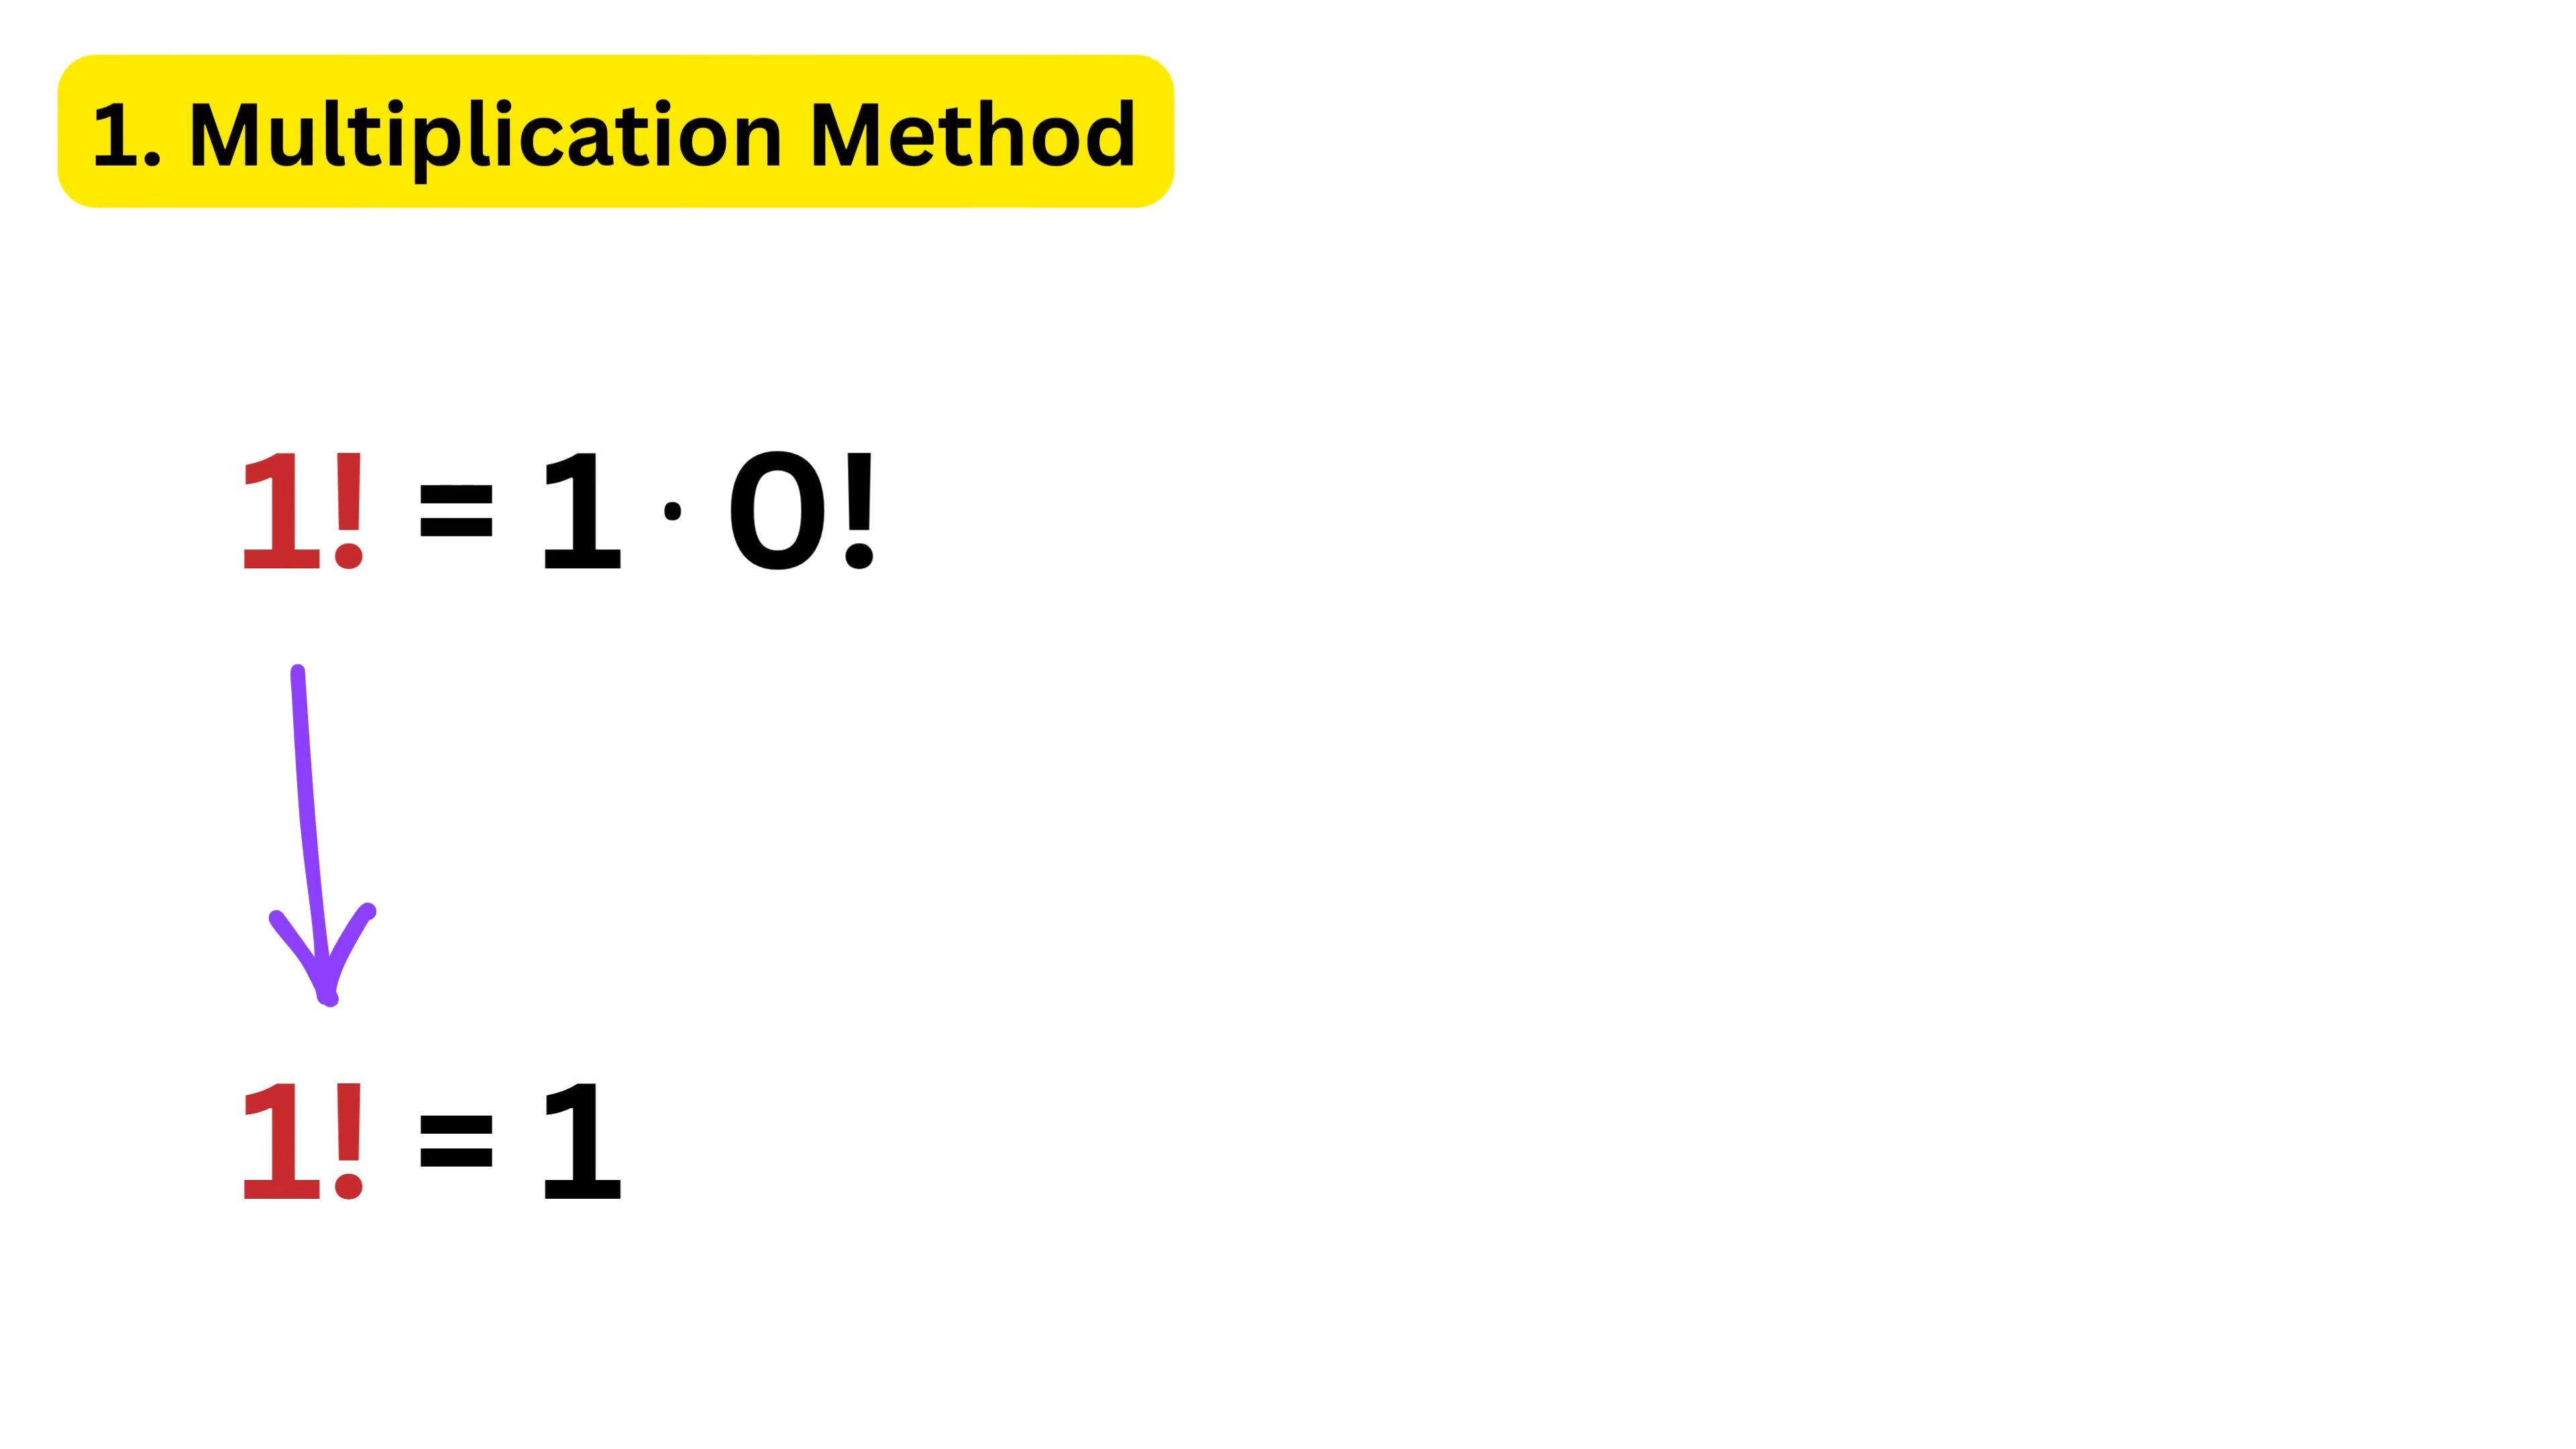 1. Multiplication Method
1! = 1 · 0!
1! = 1